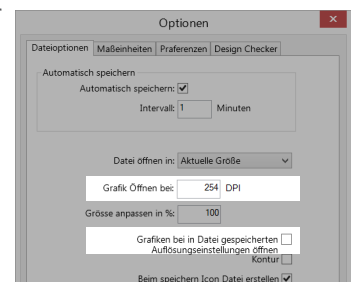 Optionen
Dateioptionen Maßeinheiten Praferenzen Design Checker
Automatisch speichern
Automatisch speichern:
Intervall: 1 Minuten
Datei öffnen in: Aktuelle Größe
Grafik Öffnen bei: 254 DPI
Grösse anpassen in %: 100
Grafiken bei in Datei gespeicherten
Auflösungseinstellungen öffnen
Kontur
Beim speichern Icon Datei erstellen